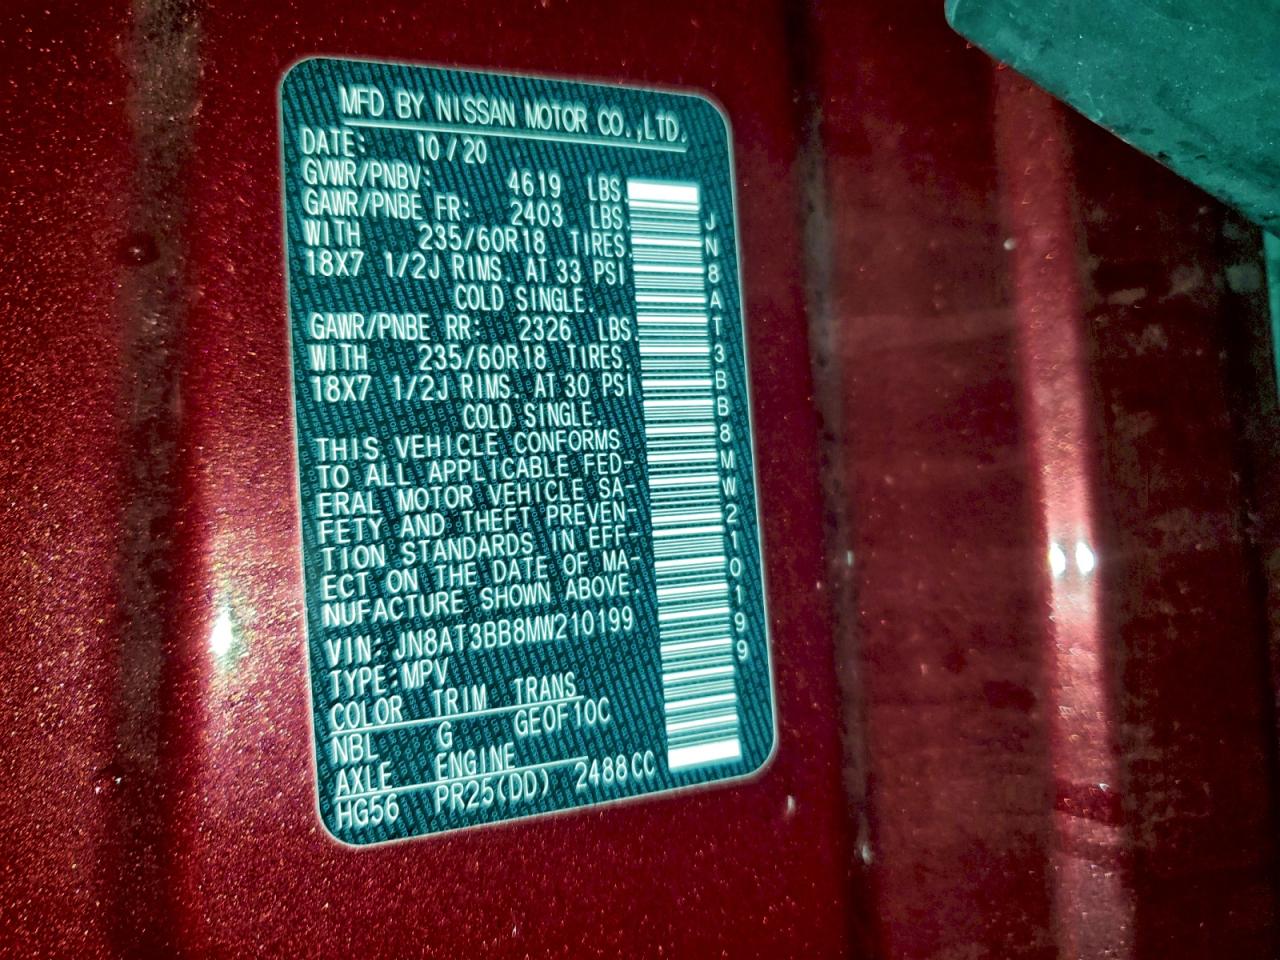 MFD BY NISSAN MOTOR CO.,LTD.
DATE: 10/20
GVWR/PNBV: 4619 LBS
GAWR/PNBE FR: 2403 LBS
WITH 235/60R18 TIRES.
18X7 1/2J RIMS. AT 33 PSI
COLD SINGLE.
GAWR/PNBE RR: 2326 LBS
WITH 235/60R18 TIRES.
18X7 1/2J RIMS. AT 30 PSI
COLD SINGLE.
THIS VEHICLE CONFORMS
TO ALL APPLICABLE FED-
ERAL MOTOR VEHICLE SA-
FETY AND THEFT PREVEN-
TION STANDARDS IN EFF-
ECT ON THE DATE OF MA-
NUFACTURE SHOWN ABOVE.
VIN: JN8AT3BB8MW210199
TYPE: MPV
COLOR TRIM TRANS
NBL G GE0F10C
AXLE ENGINE
HG56 PR25(DD) 2488CC
JN8AT3BB8MW210199